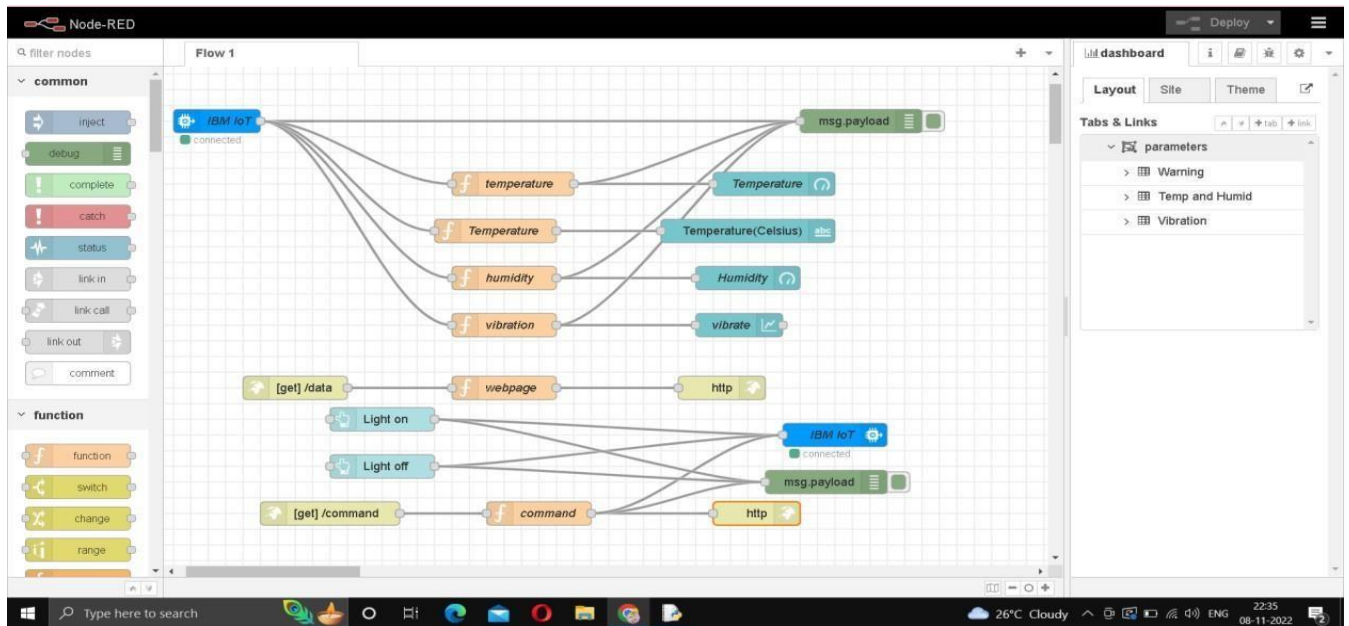 Node-RED
Deploy
filter nodes
Flow 1
dashboard
i
common
Layout
Site
Theme
inject
IBM IoT
msg.payload
Tabs & Links
+ tab
+ link
connected
parameters
debug
Warning
complete
temperature
Temperature
Temp and Humid
catch
Vibration
status
Temperature
Temperature(Celsius)
abc
link in
humidity
Humidity
link call
vibration
vibrate
link out
comment
[get] /data
webpage
http
function
Light on
IBM IoT
connected
function
Light off
msg.payload
switch
[get] /command
command
http
change
range
Type here to search
26°C Cloudy
ENG
22:35
08-11-2022
2